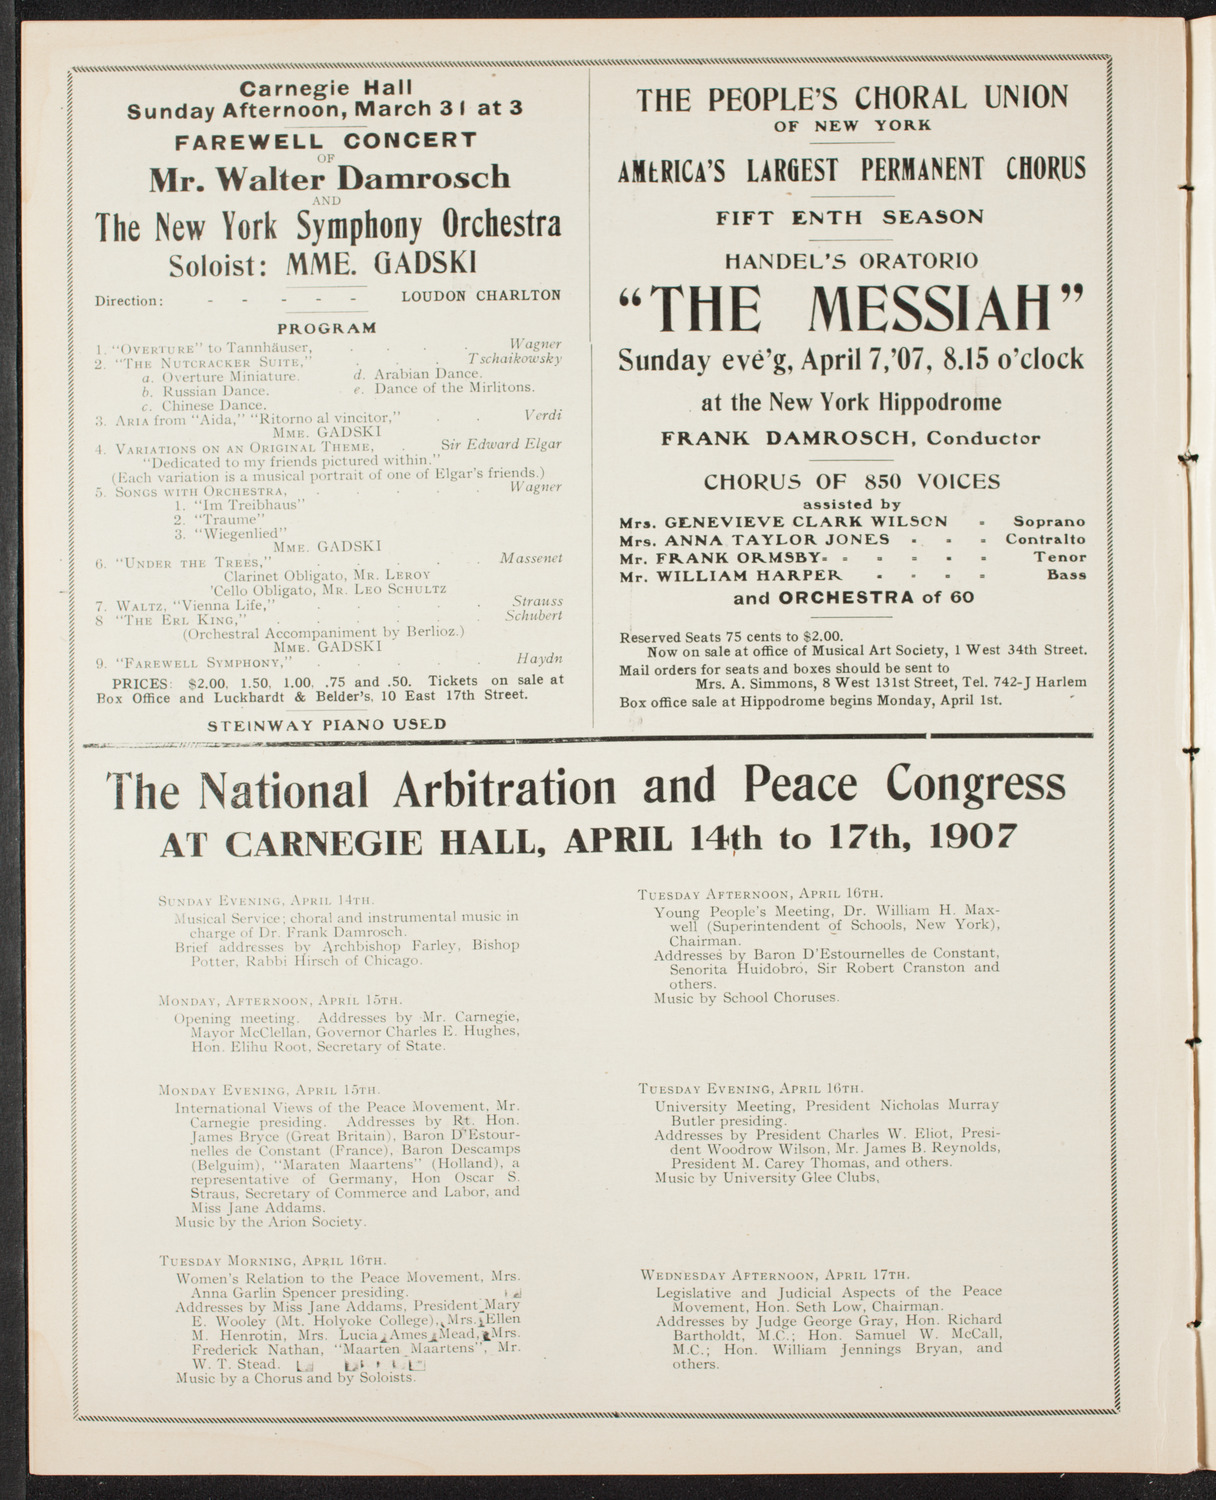 Carnegie Hall
Sunday Afternoon, March 31 at 3
FAREWELL CONCERT
OF
Mr. Walter Damrosch
AND
The New York Symphony Orchestra
Soloist: MME. GADSKI
Direction: - - - - - LOUDON CHARLTON
PROGRAM
1. "OVERTURE" to Tannhäuser, . . . . Wagner
2. "THE NUTCRACKER SUITE," . . . . Tschaikowsky
a. Overture Miniature. d. Arabian Dance.
b. Russian Dance. e. Dance of the Mirlitons.
c. Chinese Dance.
3. ARIA from "Aida," "Ritorno al vincitor," . . Verdi
MME. GADSKI
4. VARIATIONS ON AN ORIGINAL THEME, . Sir Edward Elgar
"Dedicated to my friends pictured within."
(Each variation is a musical portrait of one of Elgar's friends.)
5. SONGS WITH ORCHESTRA, . . . . . Wagner
1. "Im Treibhaus"
2. "Traume"
3. "Wiegenlied"
MME. GADSKI
6. "UNDER THE TREES," . . . . . Massenet
Clarinet Obligato, MR. LEROY
'Cello Obligato, MR. LEO SCHULTZ
7. WALTZ, "Vienna Life," . . . . . Strauss
8 "THE ERL KING," . . . . . . Schubert
(Orchestral Accompaniment by Berlioz.)
MME. GADSKI
9. "FAREWELL SYMPHONY," . . . . . Haydn
PRICES: $2.00, 1.50, 1.00, .75 and .50. Tickets on sale at
Box Office and Luckhardt & Belder's, 10 East 17th Street.
STEINWAY PIANO USED
THE PEOPLE'S CHORAL UNION
OF NEW YORK
AMERICA'S LARGEST PERMANENT CHORUS
FIFT ENTH SEASON
HANDEL'S ORATORIO
"THE MESSIAH"
Sunday eve'g, April 7,'07, 8.15 o'clock
at the New York Hippodrome
FRANK DAMROSCH, Conductor
CHORUS OF 850 VOICES
assisted by
Mrs. GENEVIEVE CLARK WILSON - Soprano
Mrs. ANNA TAYLOR JONES - - - Contralto
Mr. FRANK ORMSBY - - - - - - Tenor
Mr. WILLIAM HARPER - - - - Bass
and ORCHESTRA of 60
Reserved Seats 75 cents to $2.00.
Now on sale at office of Musical Art Society, 1 West 34th Street.
Mail orders for seats and boxes should be sent to
Mrs. A. Simmons, 8 West 131st Street, Tel. 742-J Harlem
Box office sale at Hippodrome begins Monday, April 1st.
The National Arbitration and Peace Congress
AT CARNEGIE HALL, APRIL 14th to 17th, 1907
SUNDAY EVENING, APRIL 14TH.
Musical Service; choral and instrumental music in
charge of Dr. Frank Damrosch.
Brief addresses by Archbishop Farley, Bishop
Potter, Rabbi Hirsch of Chicago.
MONDAY, AFTERNOON, APRIL 15TH.
Opening meeting. Addresses by Mr. Carnegie,
Mayor McClellan, Governor Charles E. Hughes,
Hon. Elihu Root, Secretary of State.
MONDAY EVENING, APRIL 15TH.
International Views of the Peace Movement, Mr.
Carnegie presiding. Addresses by Rt. Hon.
James Bryce (Great Britain), Baron D'Estour-
nelles de Constant (France), Baron Descamps
(Belguim), "Maraten Maartens" (Holland), a
representative of Germany, Hon Oscar S.
Straus, Secretary of Commerce and Labor, and
Miss Jane Addams.
Music by the Arion Society.
TUESDAY MORNING, APRIL 16TH.
Women's Relation to the Peace Movement, Mrs.
Anna Garlin Spencer presiding.
Addresses by Miss Jane Addams, President Mary
E. Wooley (Mt. Holyoke College), Mrs. Ellen
M. Henrotin, Mrs. Lucia Ames Mead, Mrs.
Frederick Nathan, "Maarten Maartens", Mr.
W. T. Stead.
Music by a Chorus and by Soloists.
TUESDAY AFTERNOON, APRIL 16TH.
Young People's Meeting, Dr. William H. Max-
well (Superintendent of Schools, New York),
Chairman.
Addresses by Baron D'Estournelles de Constant,
Senorita Huidobro, Sir Robert Cranston and
others.
Music by School Choruses.
TUESDAY EVENING, APRIL 16TH.
University Meeting, President Nicholas Murray
Butler presiding.
Addresses by President Charles W. Eliot, Presi-
dent Woodrow Wilson, Mr. James B. Reynolds,
President M. Carey Thomas, and others.
Music by University Glee Clubs,
WEDNESDAY AFTERNOON, APRIL 17TH.
Legislative and Judicial Aspects of the Peace
Movement, Hon. Seth Low, Chairman.
Addresses by Judge George Gray, Hon. Richard
Bartholdt, M.C.; Hon. Samuel W. McCall,
M.C.; Hon. William Jennings Bryan, and
others.